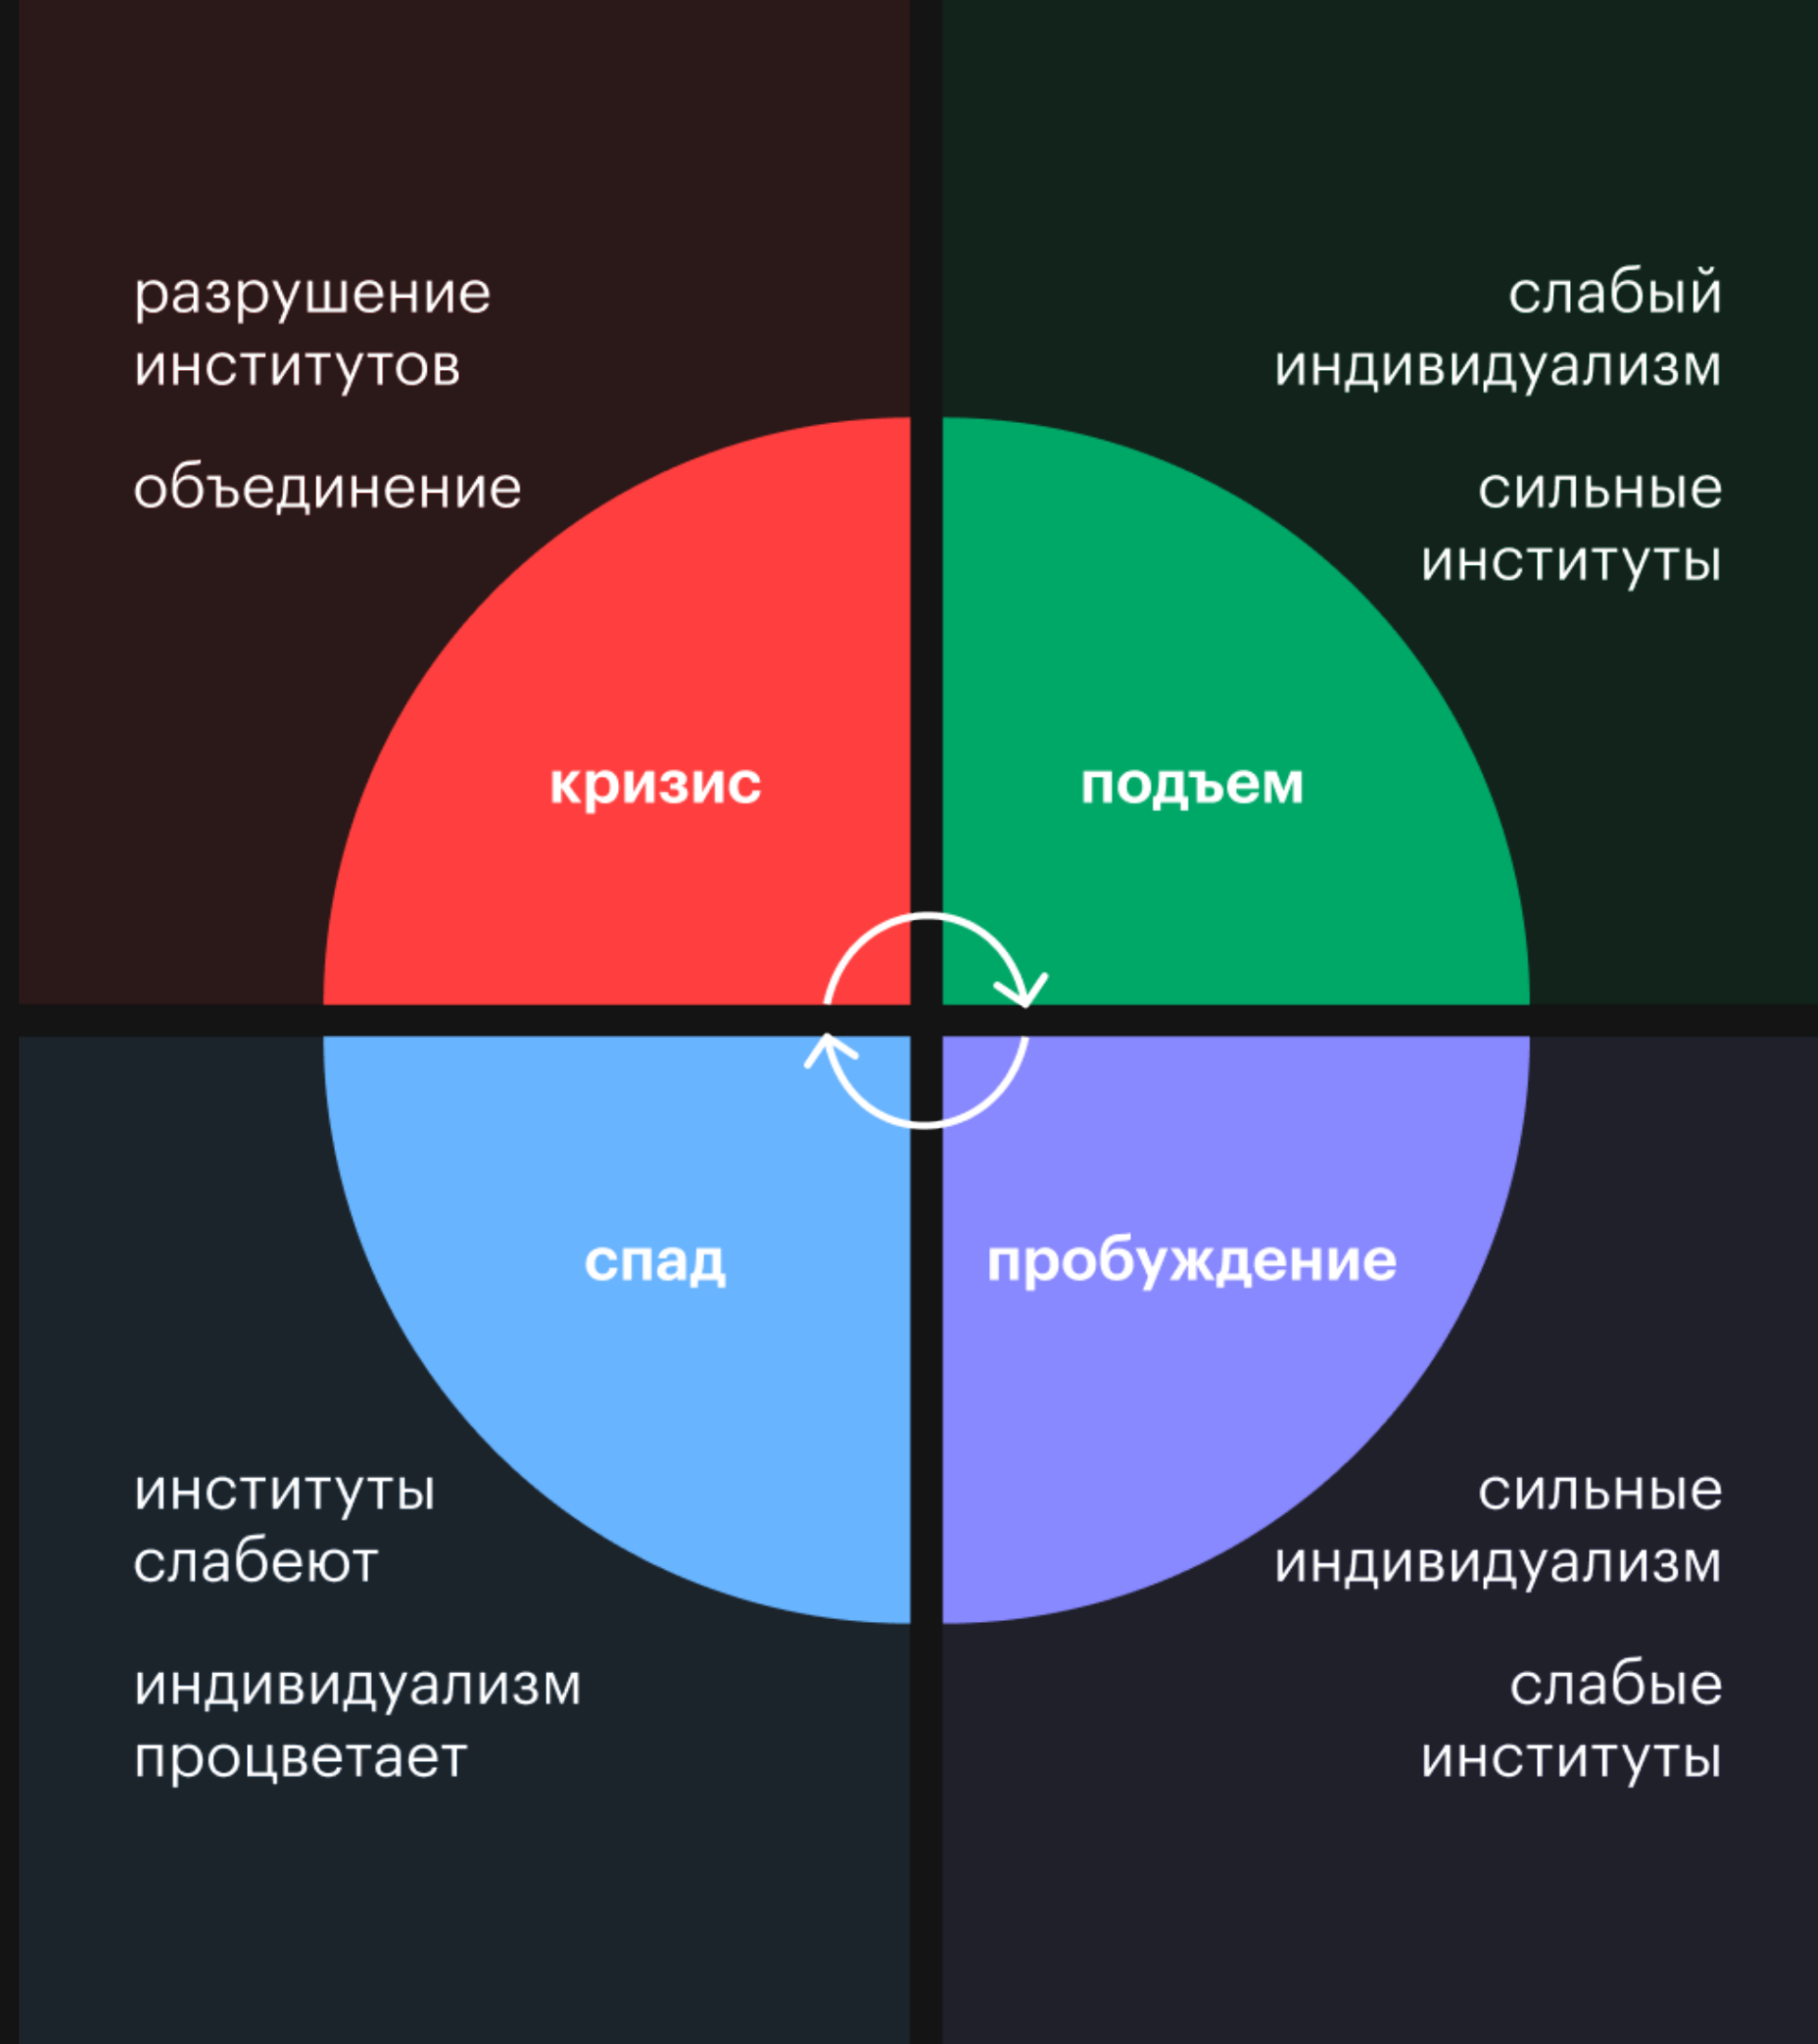 разрушение
институтов
объединение
слабый
индивидуализм
сильные
институты
кризис
подъем
спад
пробуждение
институты
слабеют
индивидуализм
процветает
сильные
индивидуализм
слабые
институты